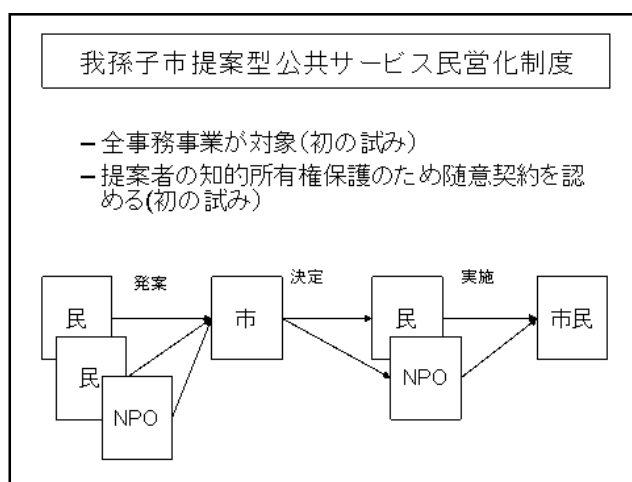 我孫子市提案型公共サービス民営化制度
–全事務事業が対象(初の試み)
–提案者の知的所有権保護のため随意契約を認
める(初の試み)
発案
決定
実施
民
市
民
市民
民
NPO
NPO